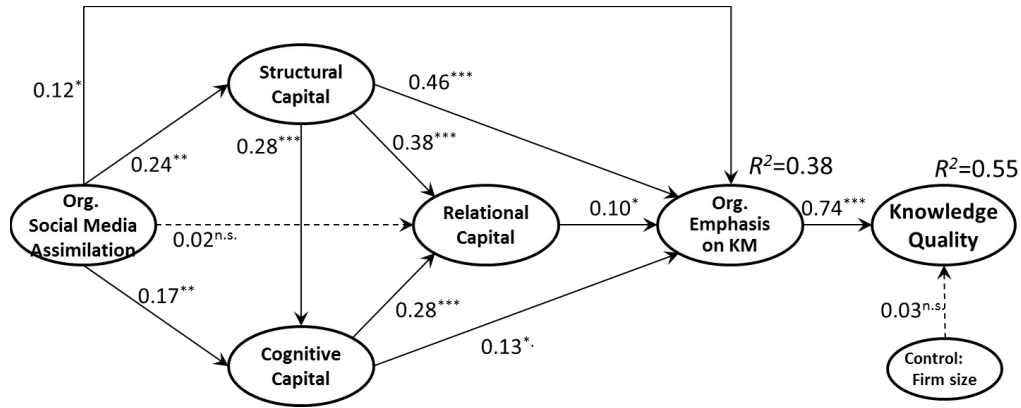 0.12*
Structural
Capital
0.46***
0.28***
0.38***
0.24**
R²=0.38
R²=0.55
Org.
Social Media
Assimilation
0.02n.s.
Relational
Capital
0.10*
Org.
Emphasis
on KM
0.74***
Knowledge
Quality
0.17**
0.28***
0.03n.s.
0.13*.
Cognitive
Capital
Control:
Firm size